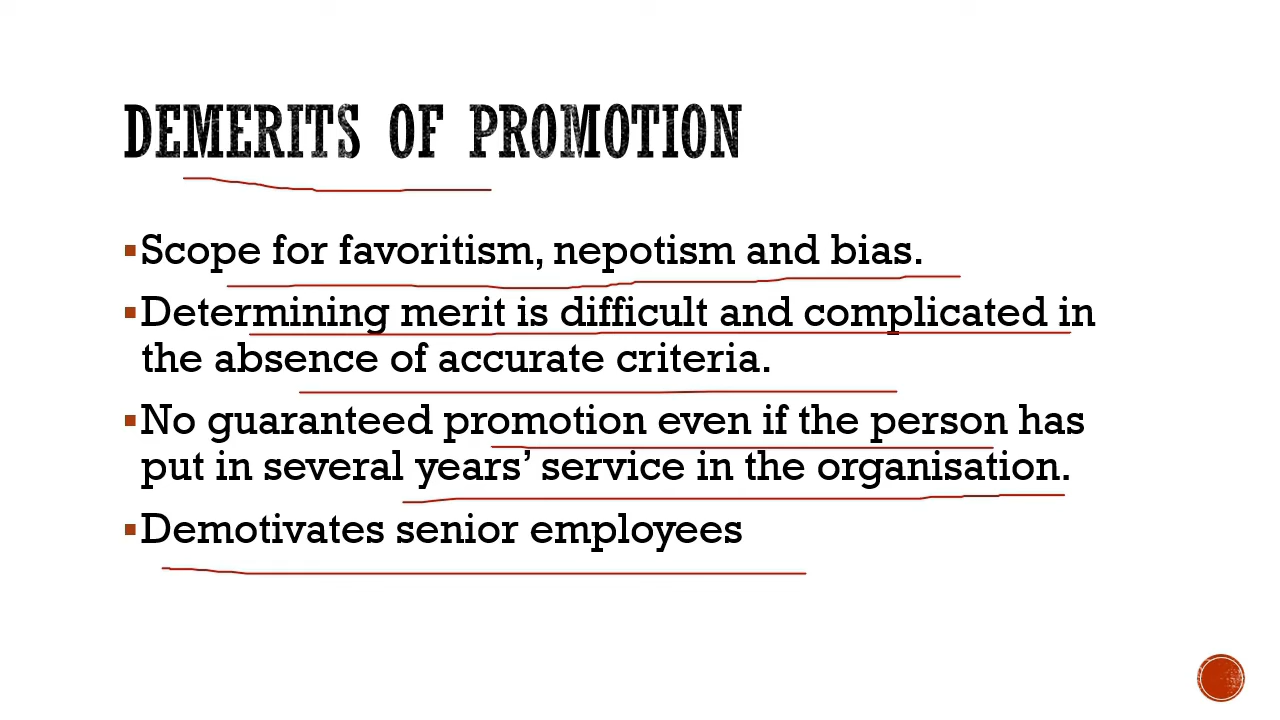 DEMERITS OF PROMOTION
▪Scope for favoritism, nepotism and bias.
▪Determining merit is difficult and complicated in
the absence of accurate criteria.
▪No guaranteed promotion even if the person has
put in several years’ service in the organisation.
▪Demotivates senior employees